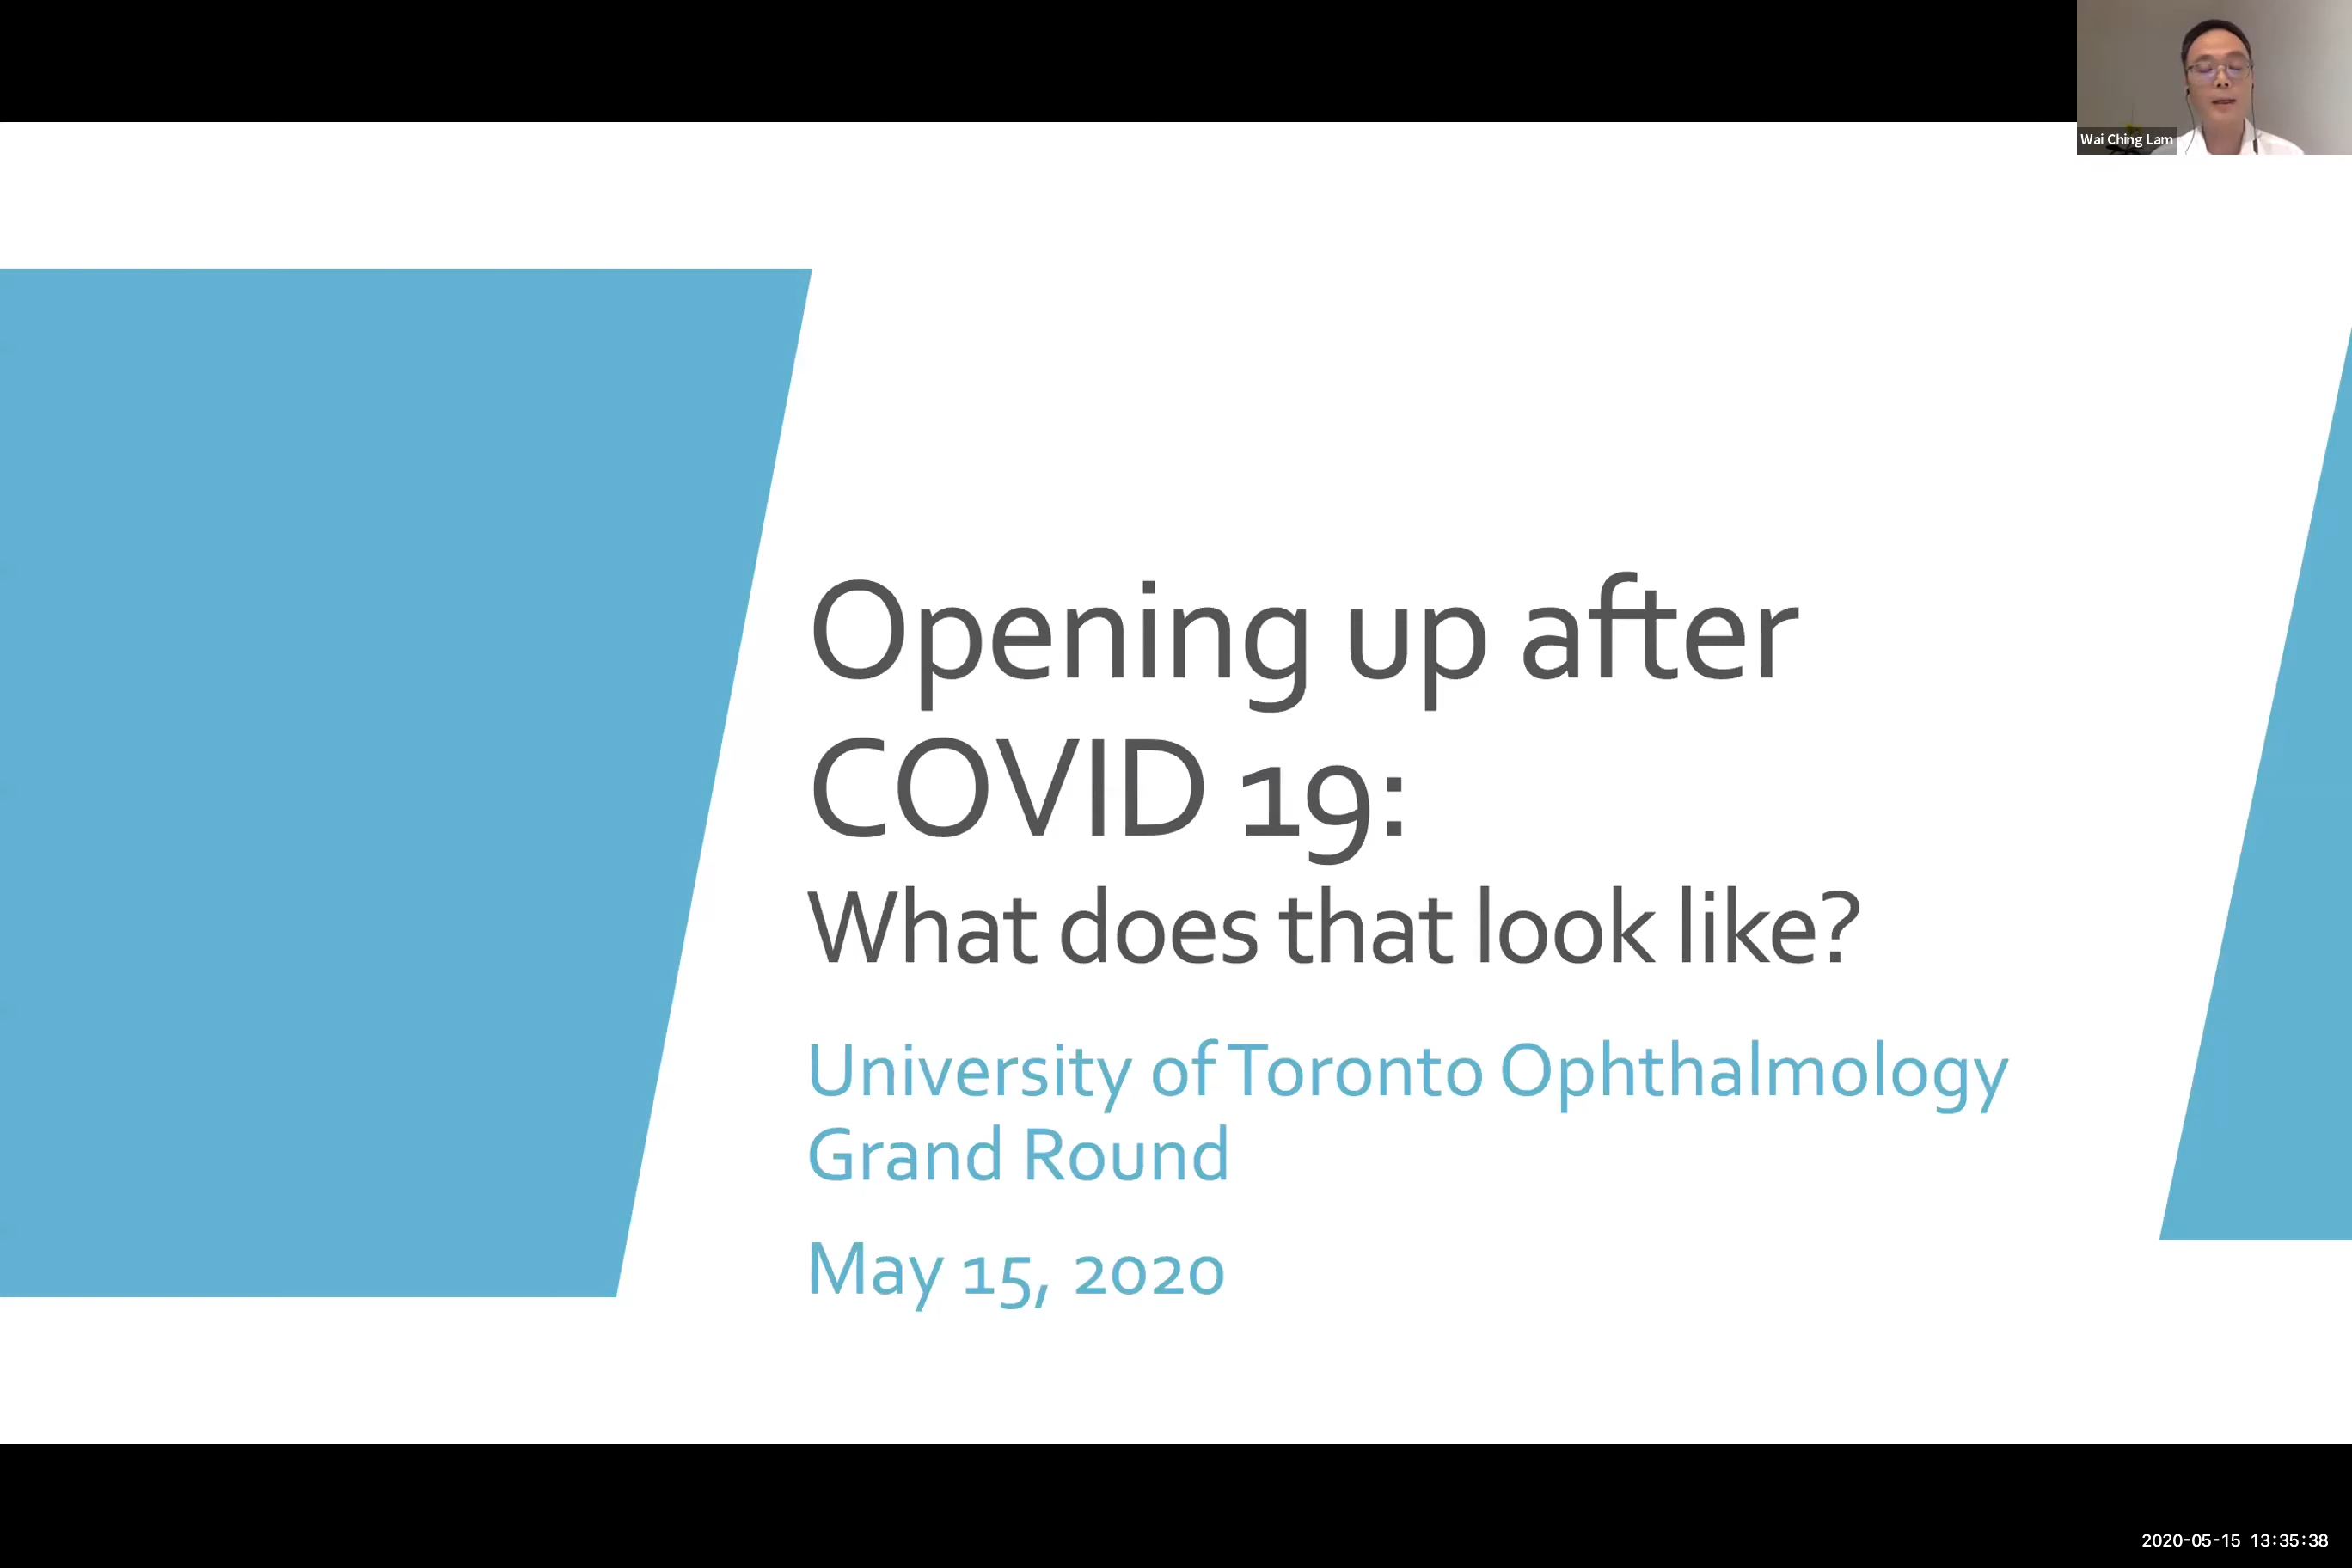 Wai Ching Lam
Opening up after
COVID 19:
What does that look like?
University of Toronto Ophthalmology
Grand Round
May 15, 2020
2020-05-15 13:35:38